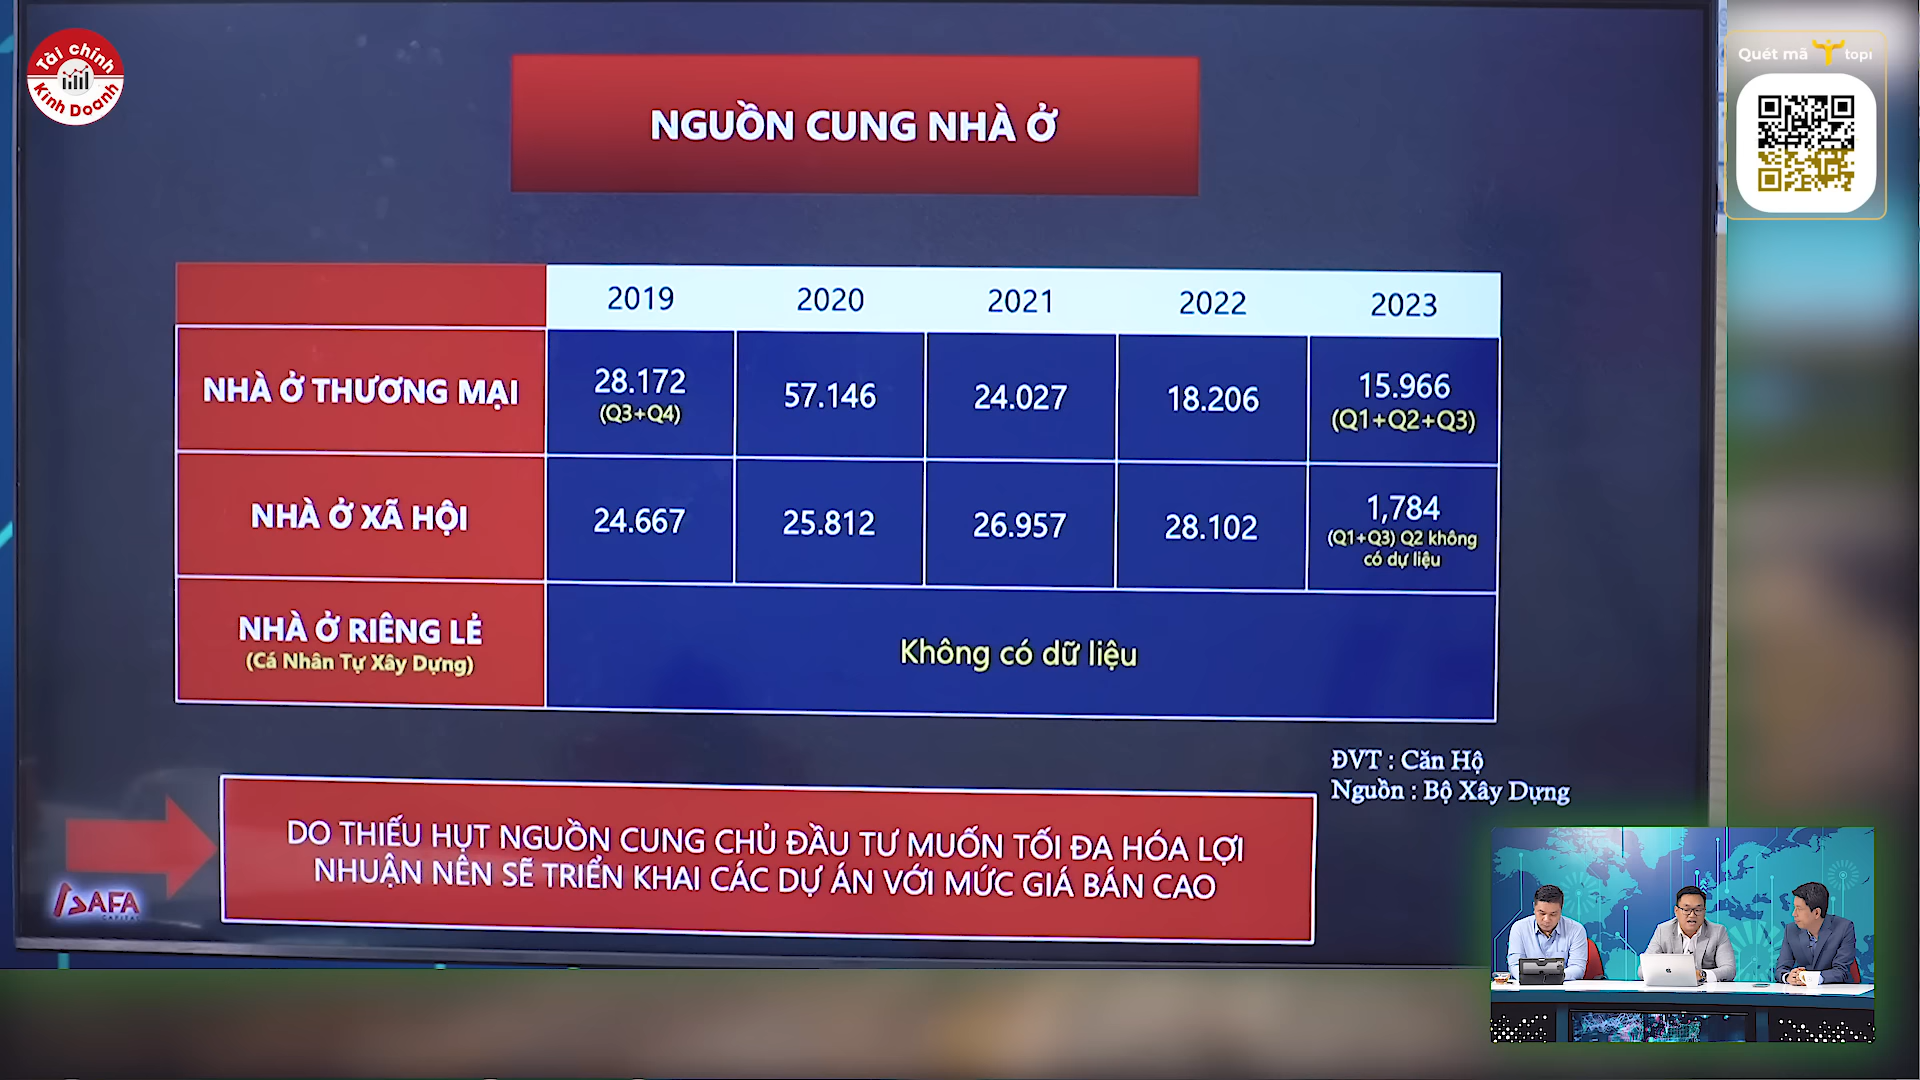 Tài chính
Kinh Doanh
Quét mã topi
NGUỒN CUNG NHÀ Ở
2019 2020 2021 2022 2023
NHÀ Ở THƯƠNG MẠI 28.172 57.146 24.027 18.206 15.966
(Q3+Q4) (Q1+Q2+Q3)
NHÀ Ở XÃ HỘI 24.667 25.812 26.957 28.102 1,784
(Q1+Q3) Q2 không
có dự liệu
NHÀ Ở RIÊNG LẺ
(Cá Nhân Tự Xây Dựng)
Không có dữ liệu
ĐVT : Căn Hộ
Nguồn : Bộ Xây Dựng
DO THIẾU HỤT NGUỒN CUNG CHỦ ĐẦU TƯ MUỐN TỐI ĐA HÓA LỢI
NHUẬN NÊN SẼ TRIỂN KHAI CÁC DỰ ÁN VỚI MỨC GIÁ BÁN CAO
AFA
CAPITAL